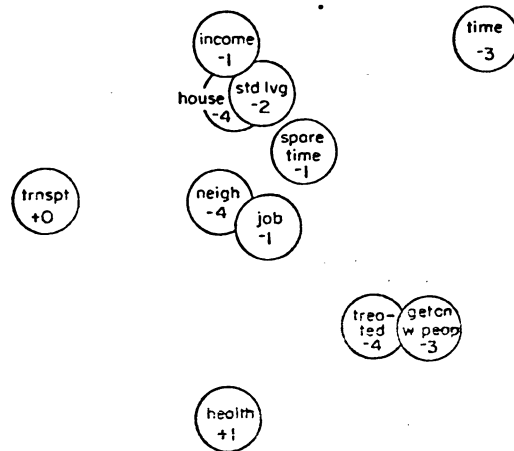 income
-1
time
-3
house
-4
std lvg
-2
spare
time
-1
trnspt
+0
neigh
-4
job
-1
trea-
ted
-4
getcn
w peop
-3
health
+1